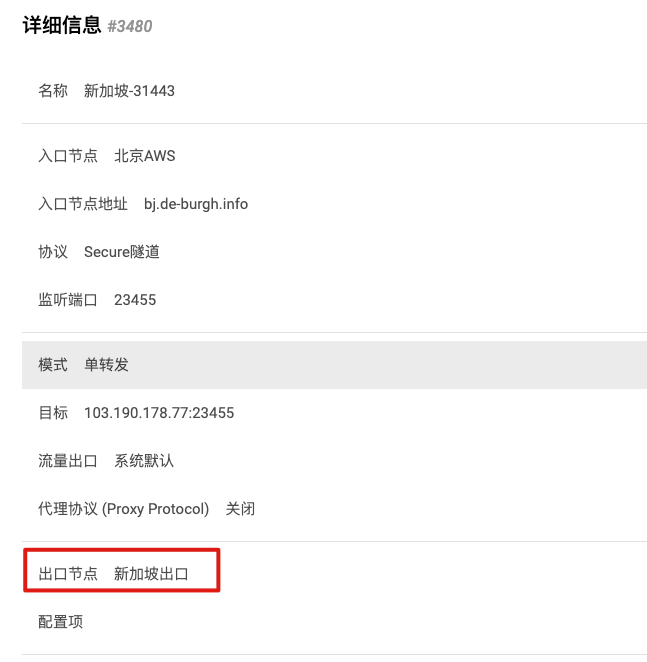 详细信息 #3480
名称 新加坡-31443
入口节点 北京AWS
入口节点地址 bj.de-burgh.info
协议 Secure隧道
监听端口 23455
模式 单转发
目标 103.190.178.77:23455
流量出口 系统默认
代理协议 (Proxy Protocol) 关闭
出口节点 新加坡出口
配置项